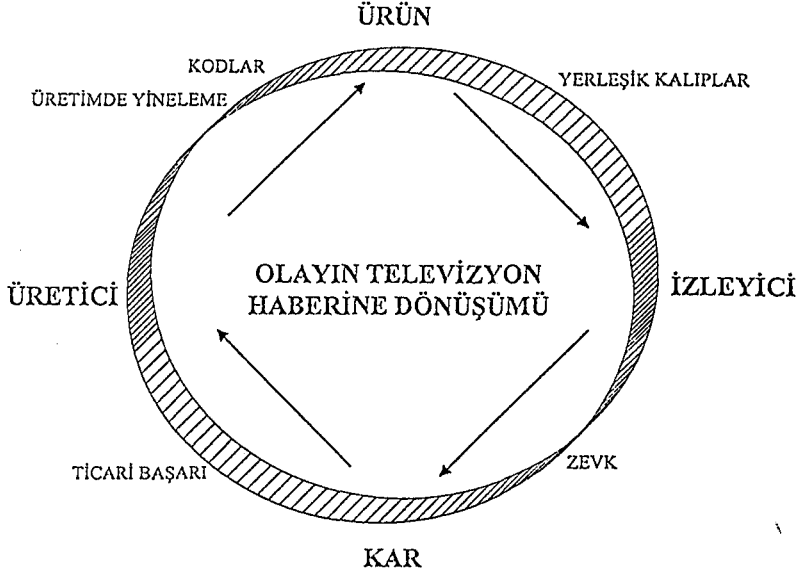 ÜRÜN
KODLAR
YERLEŞİK KALIPLAR
ÜRETİMDE YİNELEME
OLAYIN TELEVİZYON
HABERİNE DÖNÜŞÜMÜ
ÜRETİCİ
İZLEYİCİ
TİCARİ BAŞARI
ZEVK
KAR